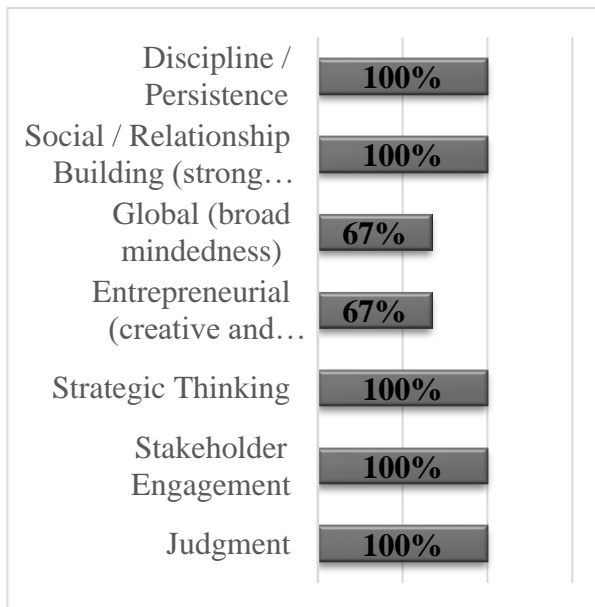 Discipline /
Persistence
100%
Social / Relationship
Building (strong…
100%
Global (broad
mindedness)
67%
Entrepreneurial
(creative and…
67%
Strategic Thinking
100%
Stakeholder
Engagement
100%
Judgment
100%